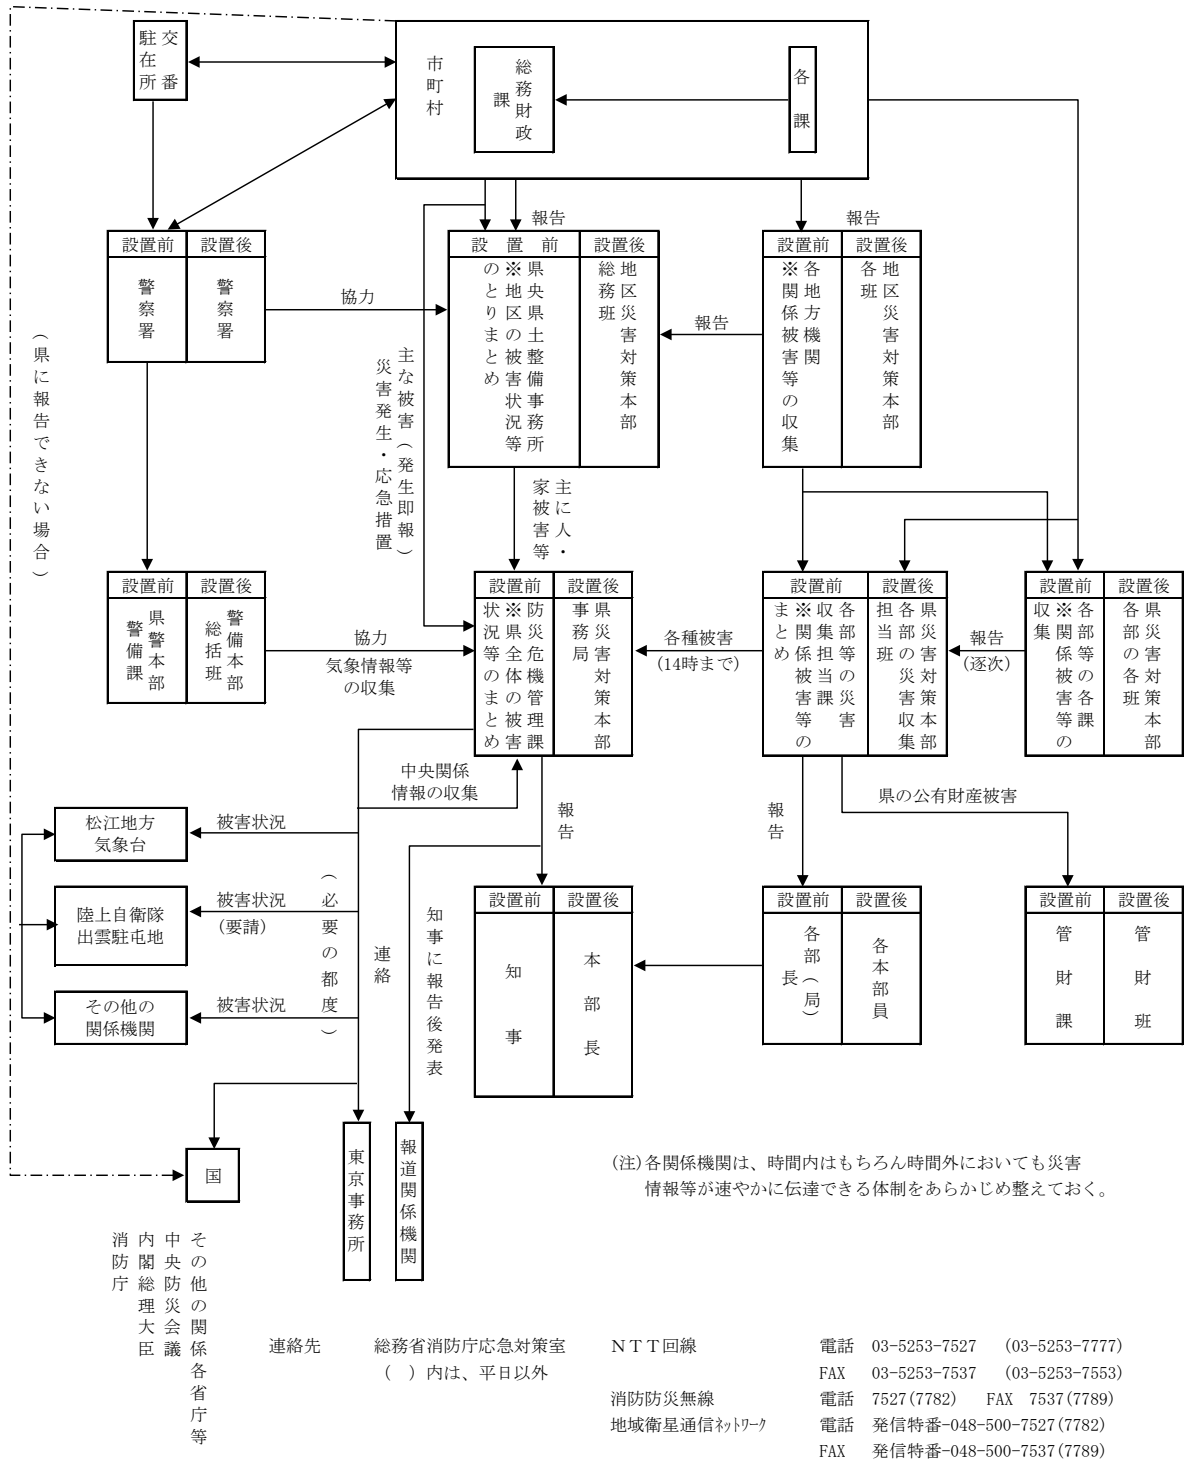 交番
駐在所
市町村
総務財政課
各課
報告
報告
設置前
設置後
警察署
警察署
協力
設置前
設置後
県央県土整備事務所
※地区の被害状況等
のとりまとめ
地区災害対策本部
総務班
報告
設置前
設置後
各地方機関
※関係被害等の収集
地区災害対策本部
各班
(県に報告できない場合)
主な被害(発生即報)
災害発生・応急措置
主に人・
家被害等
設置前
設置後
県警本部
警備課
警備本部
総括班
協力
気象情報等
の収集
設置前
設置後
防災危機管理課
※県全体の被害
状況等のまとめ
県災害対策本部
事務局
各種被害
(14時まで)
設置前
設置後
各部等の災害
収集担当課
※関係被害等の
まとめ
県災害対策本部
各部の災害収集
担当班
報告
(逐次)
設置前
設置後
各部等の各課
※関係被害等の
収集
県災害対策本部
各部の各班
中央関係
情報の収集
報告
報告
県の公有財産被害
松江地方
気象台
被害状況
陸上自衛隊
出雲駐屯地
被害状況
(要請)
その他の
関係機関
被害状況
(必要の都度)
連絡
知事に報告後発表
設置前
設置後
知事
本部長
設置前
設置後
各部(局)
長
各本部員
設置前
設置後
管財課
管財班
国
東京事務所
報道関係機関
(注)各関係機関は、時間内はもちろん時間外においても災害
情報等が速やかに伝達できる体制をあらかじめ整えておく。
その他の関係各省庁等
中央防災会議
内閣総理大臣
消防庁
連絡先 総務省消防庁応急対策室 NTT回線 電話 03-5253-7527 (03-5253-7777)
( )内は、平日以外 FAX 03-5253-7537 (03-5253-7553)
消防防災無線 電話 7527(7782) FAX 7537(7789)
地域衛星通信ネットワーク 電話 発信特番-048-500-7527(7782)
FAX 発信特番-048-500-7537(7789)